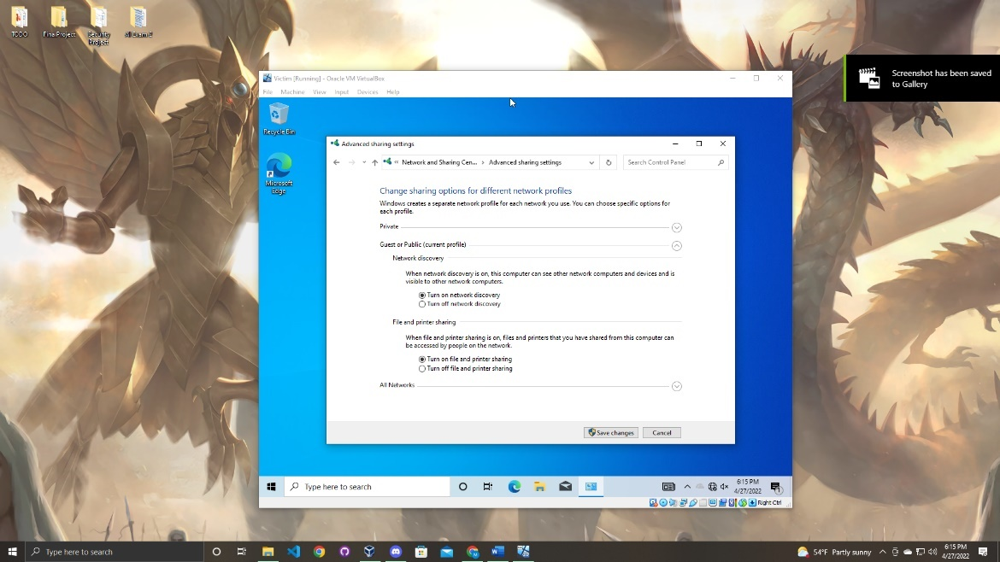 TODO
Fina Project
Security
Project
AI Exam 2
Screenshot has been saved
to Gallery
Victim [Running] - Oracle VM VirtualBox
File Machine View Input Devices Help
Recycle Bin
Microsoft
Edge
Advanced sharing settings
« Network and Sharing Cen... > Advanced sharing settings
Search Control Panel
Change sharing options for different network profiles
Windows creates a separate network profile for each network you use. You can choose specific options for
each profile.
Private
Guest or Public (current profile)
Network discovery
When network discovery is on, this computer can see other network computers and devices and is
visible to other network computers.
Turn on network discovery
Turn off network discovery
File and printer sharing
When file and printer sharing is on, files and printers that you have shared from this computer can
be accessed by people on the network.
Turn on file and printer sharing
Turn off file and printer sharing
All Networks
Save changes
Cancel
Type here to search
6:15 PM
4/27/2022
1
Right Ctrl
Type here to search
54°F Partly sunny
6:15 PM
4/27/2022